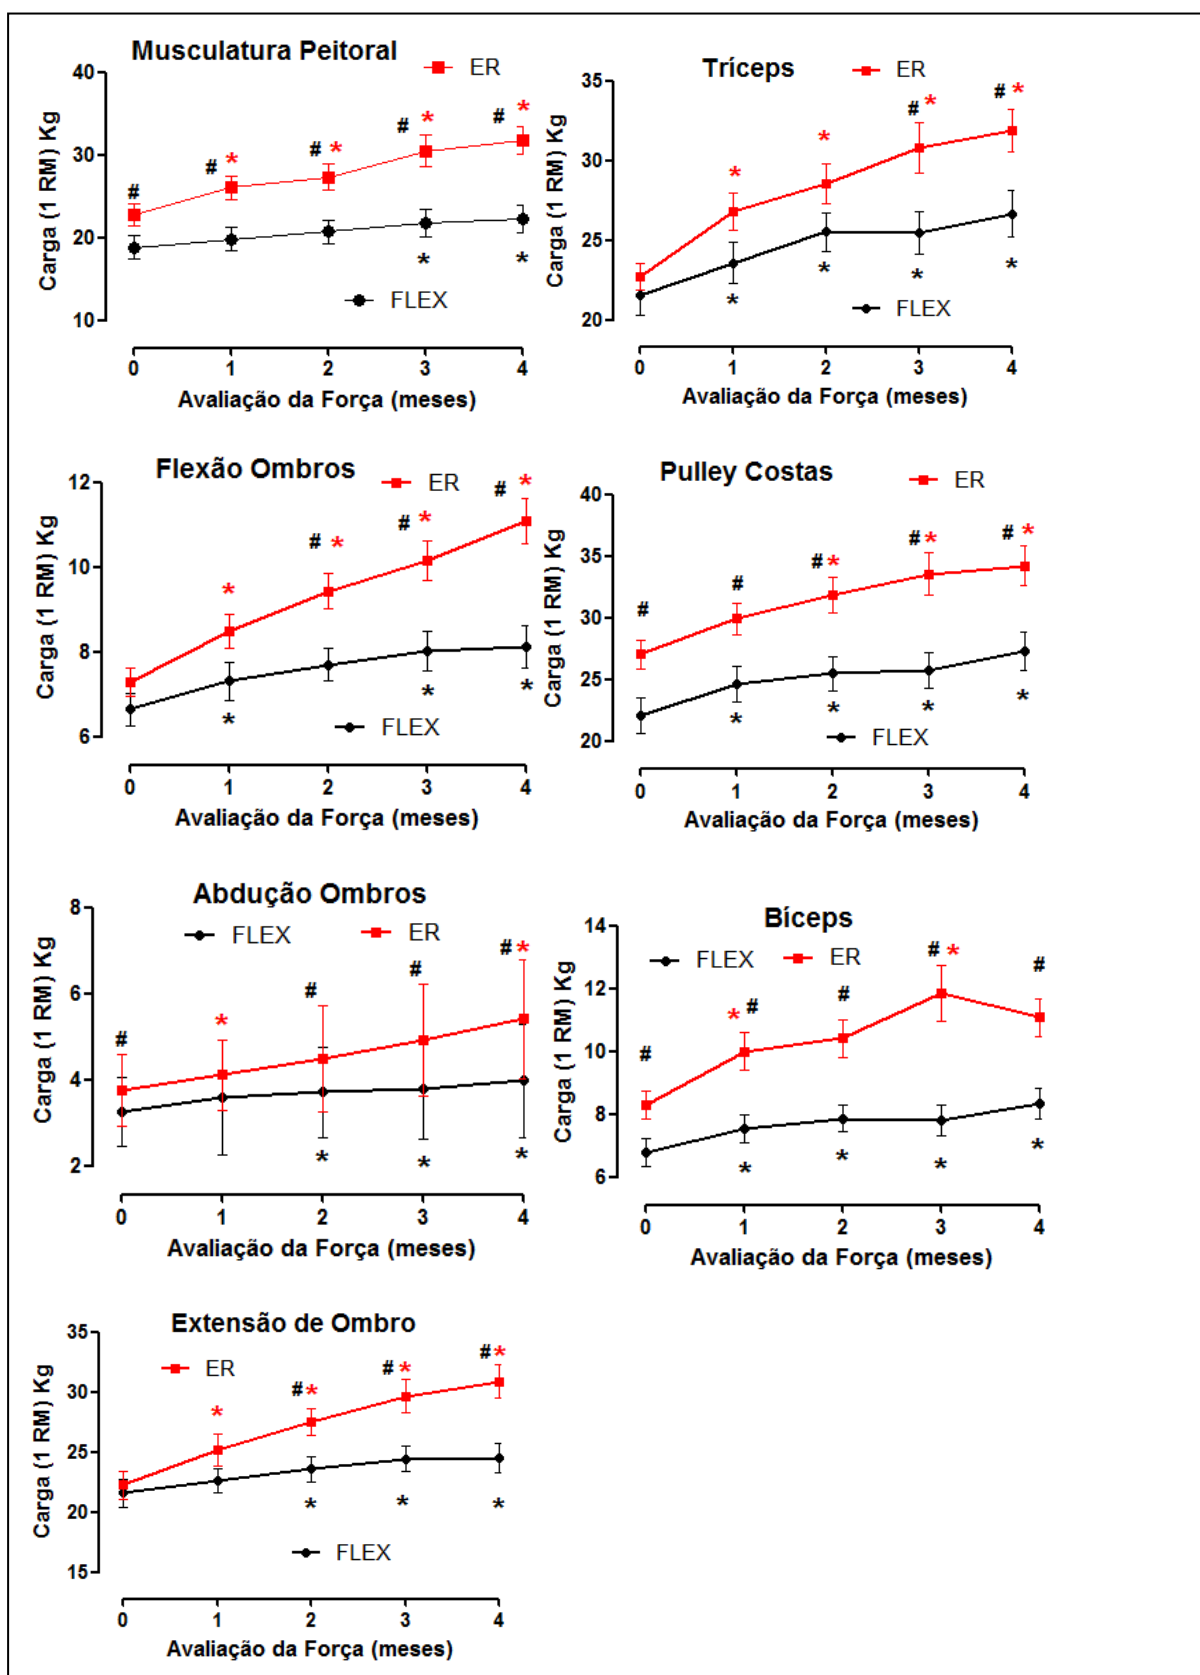 Musculatura Peitoral
ER
Carga (1 RM) Kg
40
30
20
10
#
# *
# *
# *
# *
* *
FLEX
0 1 2 3 4
Avaliação da Força (meses)
Tríceps
ER
35
30
25
20
*
*
# *
# *
* * * *
FLEX
0 1 2 3 4
Avaliação da Força (meses)
Flexão Ombros
ER
Carga (1 RM) Kg
12
10
8
6
*
# *
# *
# *
* * *
FLEX
0 1 2 3 4
Avaliação da Força (meses)
Pulley Costas
ER
Carga (1 RM) Kg
40
35
30
25
20
#
#
# *
# *
# *
* * * *
FLEX
0 1 2 3 4
Avaliação da Força (meses)
Abdução Ombros
FLEX
ER
Carga (1 RM) Kg
8
6
4
2
#
*
#
#
# *
* * *
0 1 2 3 4
Avaliação da Força (meses)
Bíceps
FLEX
ER
Carga (1 RM) Kg
14
12
10
8
6
#
* #
#
# *
#
* * * *
0 1 2 3 4
Avaliação da Força (meses)
Extensão de Ombro
ER
Carga (1 RM) Kg
35
30
25
20
15
*
# *
# *
# *
* * *
FLEX
0 1 2 3 4
Avaliação da Força (meses)